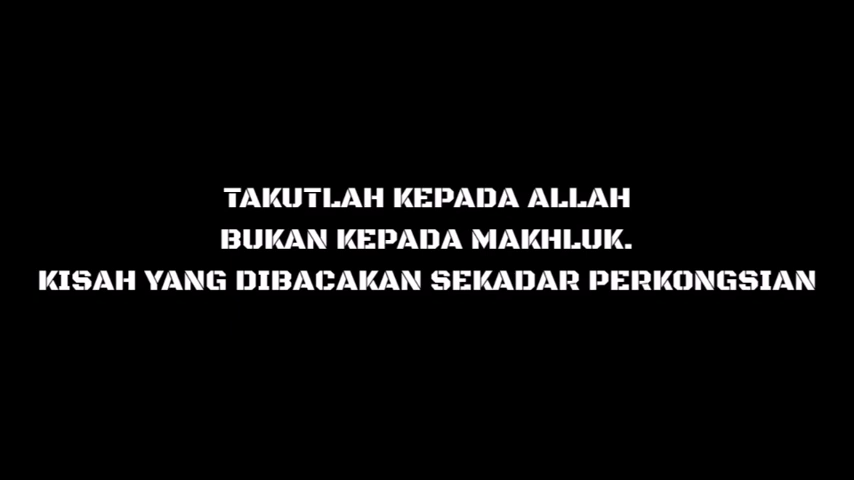 TAKUTLAH KEPADA ALLAH
BUKAN KEPADA MAKHLUK.
KISAH YANG DIBACAKAN SEKADAR PERKONGSIAN